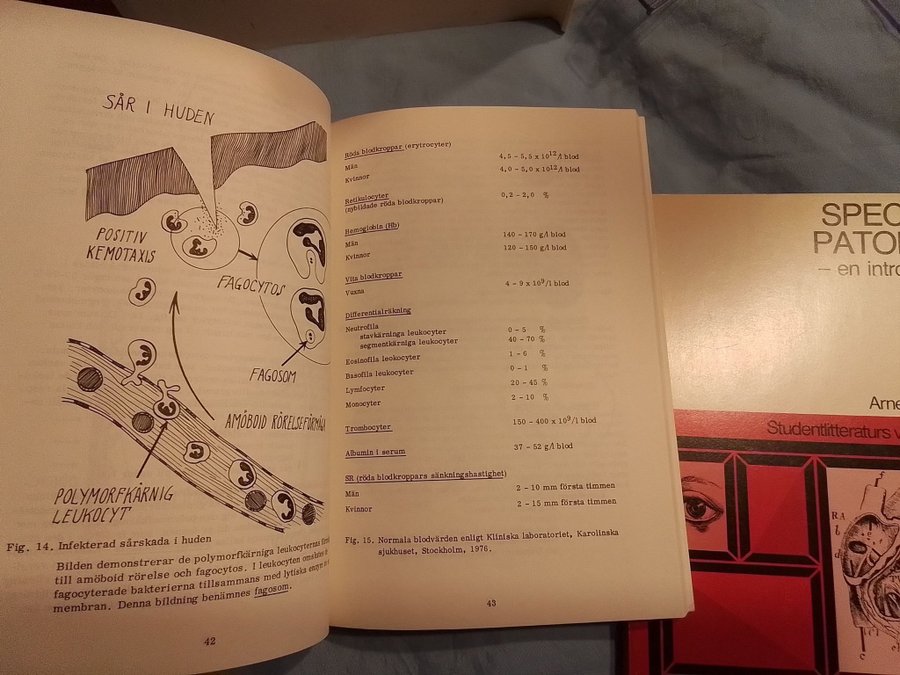 SÅR I HUDEN
POSITIV
KEMOTAXIS
FAGOCYTOS
FAGOSOM
AMÖBOID
POLYMORFKÄRNIG
LEUKOCYT
Fig. 14. Infekterad sårskada i huden
Bilden demonstrerar de polymorfkärniga leukocyternas
till amöboid rörelse och fagocytos. I leukocyten
fagocyterade bakterierna tillsammans med lytiska enzym
membran. Denna bildning benämnes fagosom.
42
Röda blodkroppar (erytrocyter)
Män 4,5 - 5,5 x 10¹²/l blod
Kvinnor 4,0 - 5,0 x 10¹²/l blod
Retikulocyter 0,2 - 2,0 %
(nybildade röda blodkroppar)
Hemoglobin (Hb)
Män 140 - 170 g/l blod
Kvinnor 120 - 150 g/l blod
Vita blodkroppar
Vuxna 4 - 9 x 10⁹/l blod
Differentialräkning
Neutrofila
stavkärniga leukocyter 0 - 5 %
segmentkärniga leukocyter 40 - 70 %
Eosinofila leokocyter 1 - 6 %
Basofila leukocyter 0 - 1 %
Lymfocyter 20 - 45 %
Monocyter 2 - 10 %
Trombocyter 150 - 400 x 10⁹/l blod
Albumin i serum 37 - 52 g/l blod
SR (röda blodkroppars sänkningshastighet)
Män 2 - 10 mm första timmen
Kvinnor 2 - 15 mm första timmen
Fig. 15. Normala blodvärden enligt Kliniska laboratoriet, Karolinska
sjukhuset, Stockholm, 1976.
43
SPEC
PATO
– en intro
Arne
Studentlitteraturs v
RA
b